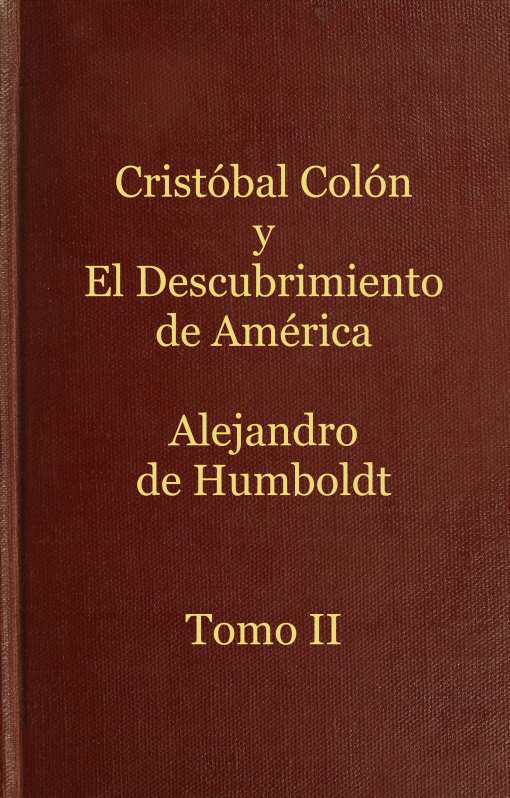 Cristóbal Colón
y
El Descubrimiento
de América
Alejandro
de Humboldt
Tomo II